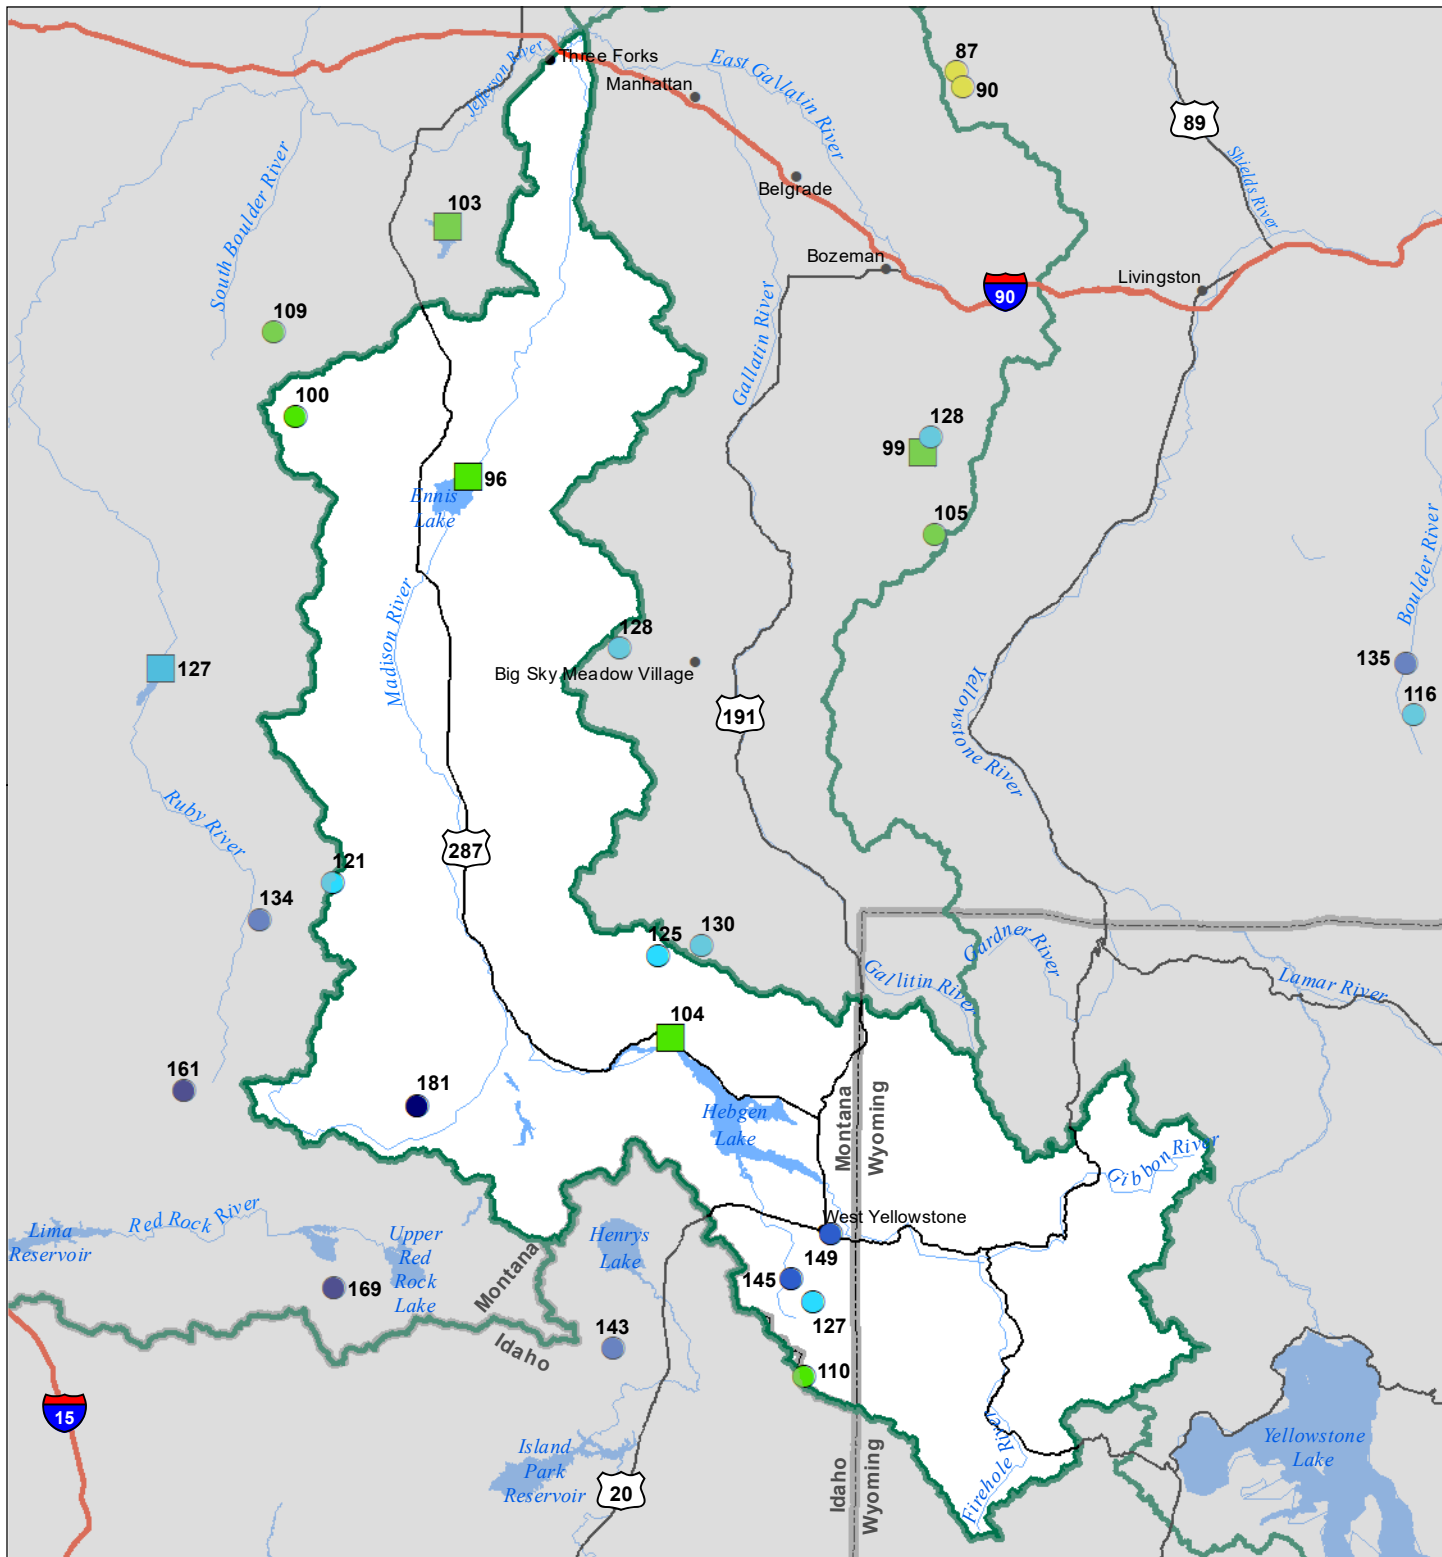 Three Forks
Jefferson River
Manhattan
East Gallatin River
87
90
89
Shields River
Belgrade
South Boulder River
103
Bozeman
Livingston
90
109
Gallatin River
100
128
99
96
Ennis
Lake
105
Boulder River
Madison River
128
Big Sky Meadow Village
127
135
116
191
Yellowstone River
Ruby River
287
121
134
125
130
Gardner River
Gallitin River
Lamar River
104
161
181
Hebgen
Lake
Montana
Wyoming
Gibbon River
Red Rock River
Lima
Reservoir
Upper
Red
Rock
Lake
Henrys
Lake
West Yellowstone
149
145
127
169
Montana
Idaho
143
110
15
Island
Park
Reservoir
20
Idaho
Wyoming
Firehole River
Yellowstone
Lake